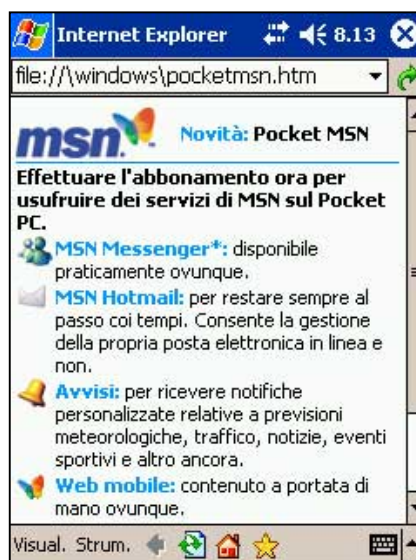 Internet Explorer 8.13
file://\windows\pocketmsn.htm
msn Novità: Pocket MSN
Effettuare l'abbonamento ora per
usufruire dei servizi di MSN sul Pocket
PC.
MSN Messenger*: disponibile
praticamente ovunque.
MSN Hotmail: per restare sempre al
passo coi tempi. Consente la gestione
della propria posta elettronica in linea e
non.
Avvisi: per ricevere notifiche
personalizzate relative a previsioni
meteorologiche, traffico, notizie, eventi
sportivi e altro ancora.
Web mobile: contenuto a portata di
mano ovunque.
Visual. Strum.